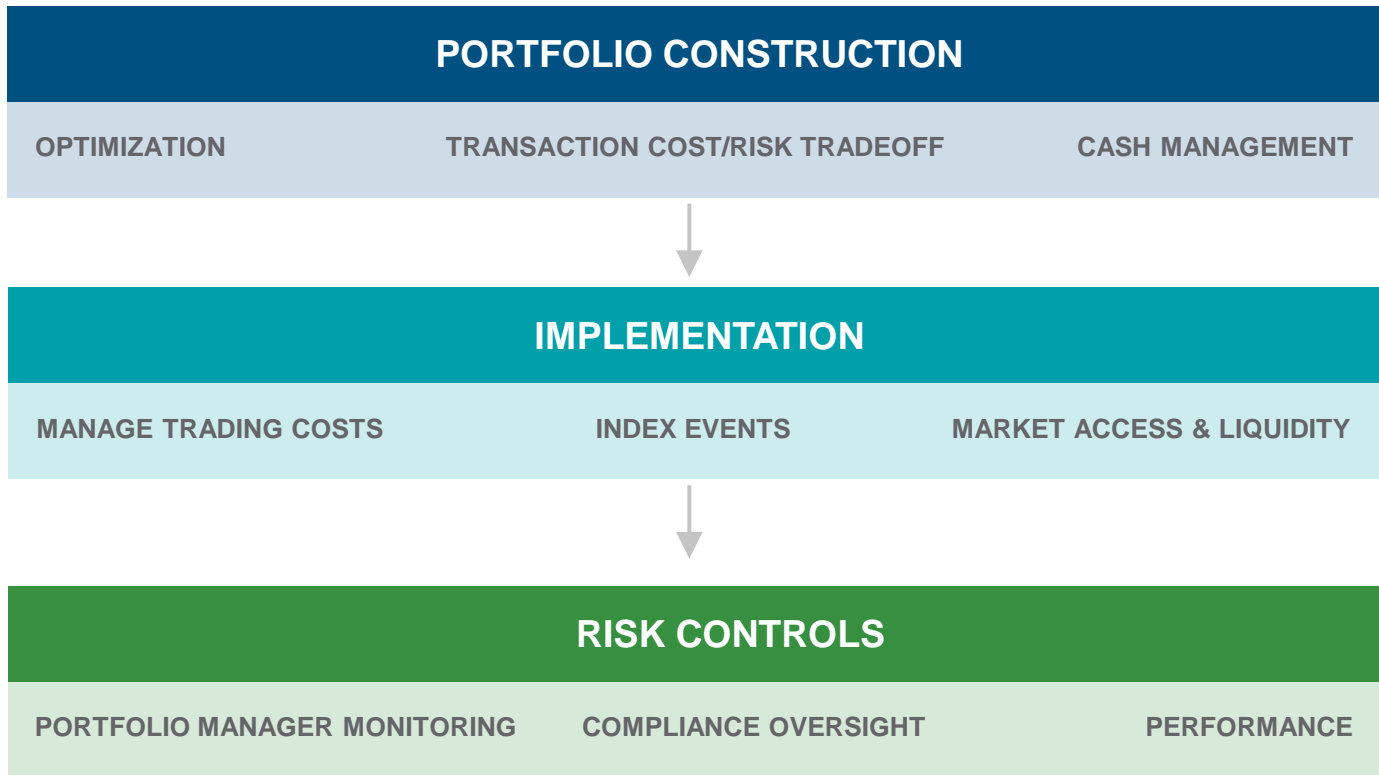 PORTFOLIO CONSTRUCTION
OPTIMIZATION TRANSACTION COST/RISK TRADEOFF CASH MANAGEMENT
IMPLEMENTATION
MANAGE TRADING COSTS INDEX EVENTS MARKET ACCESS & LIQUIDITY
RISK CONTROLS
PORTFOLIO MANAGER MONITORING COMPLIANCE OVERSIGHT PERFORMANCE